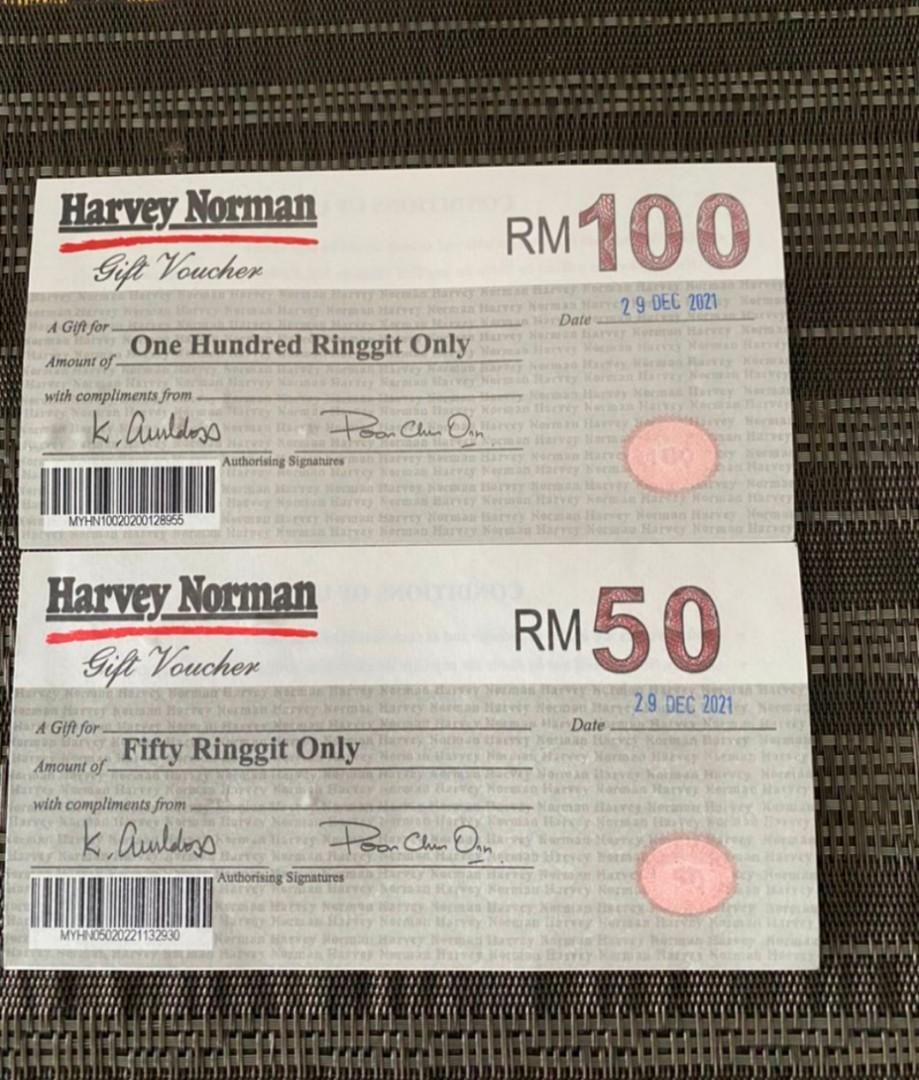 Harvey Norman
Gift Voucher
RM100
A Gift for
Date 29 DEC 2021
Amount of One Hundred Ringgit Only
with compliments from
Authorising Signatures
MYHN10020200128955
Harvey Norman
Gift Voucher
RM50
A Gift for
Date 29 DEC 2021
Amount of Fifty Ringgit Only
with compliments from
Authorising Signatures
MYHN05020221132930